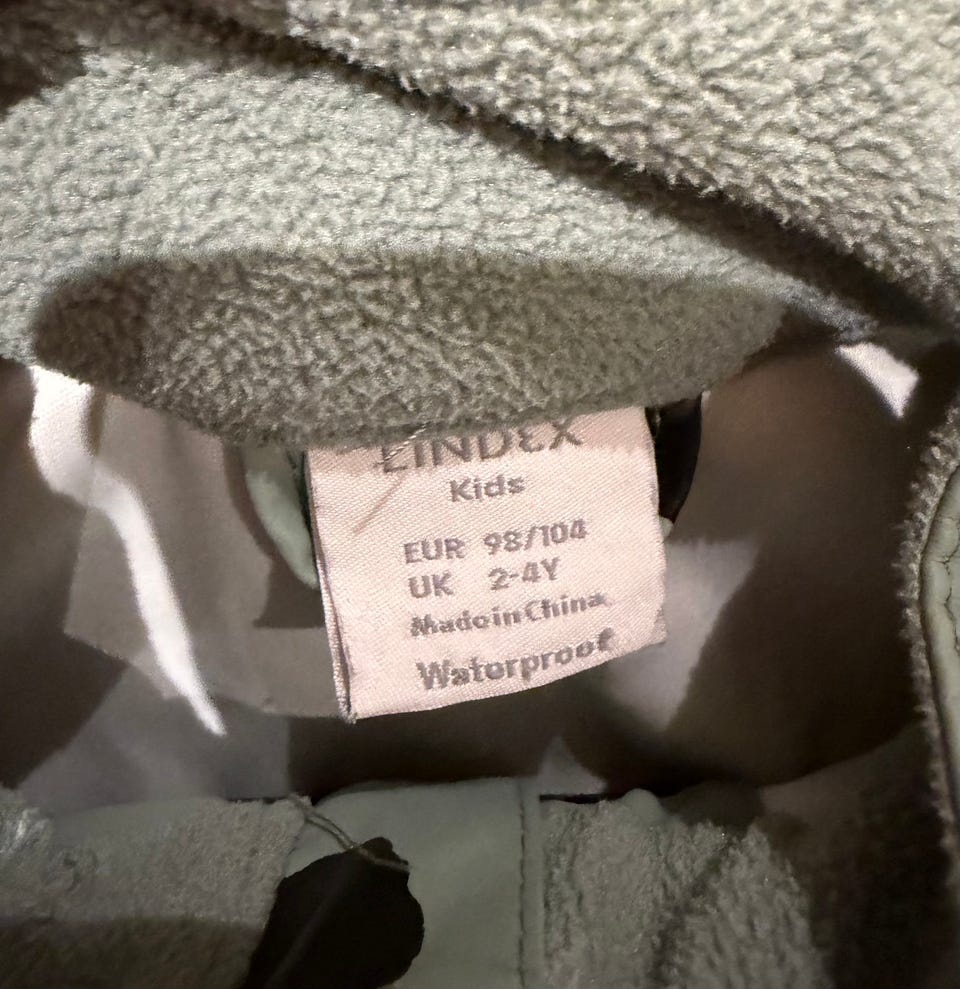 LINDEX
Kids
EUR 98/104
UK 2-4Y
Made in China
Waterproof